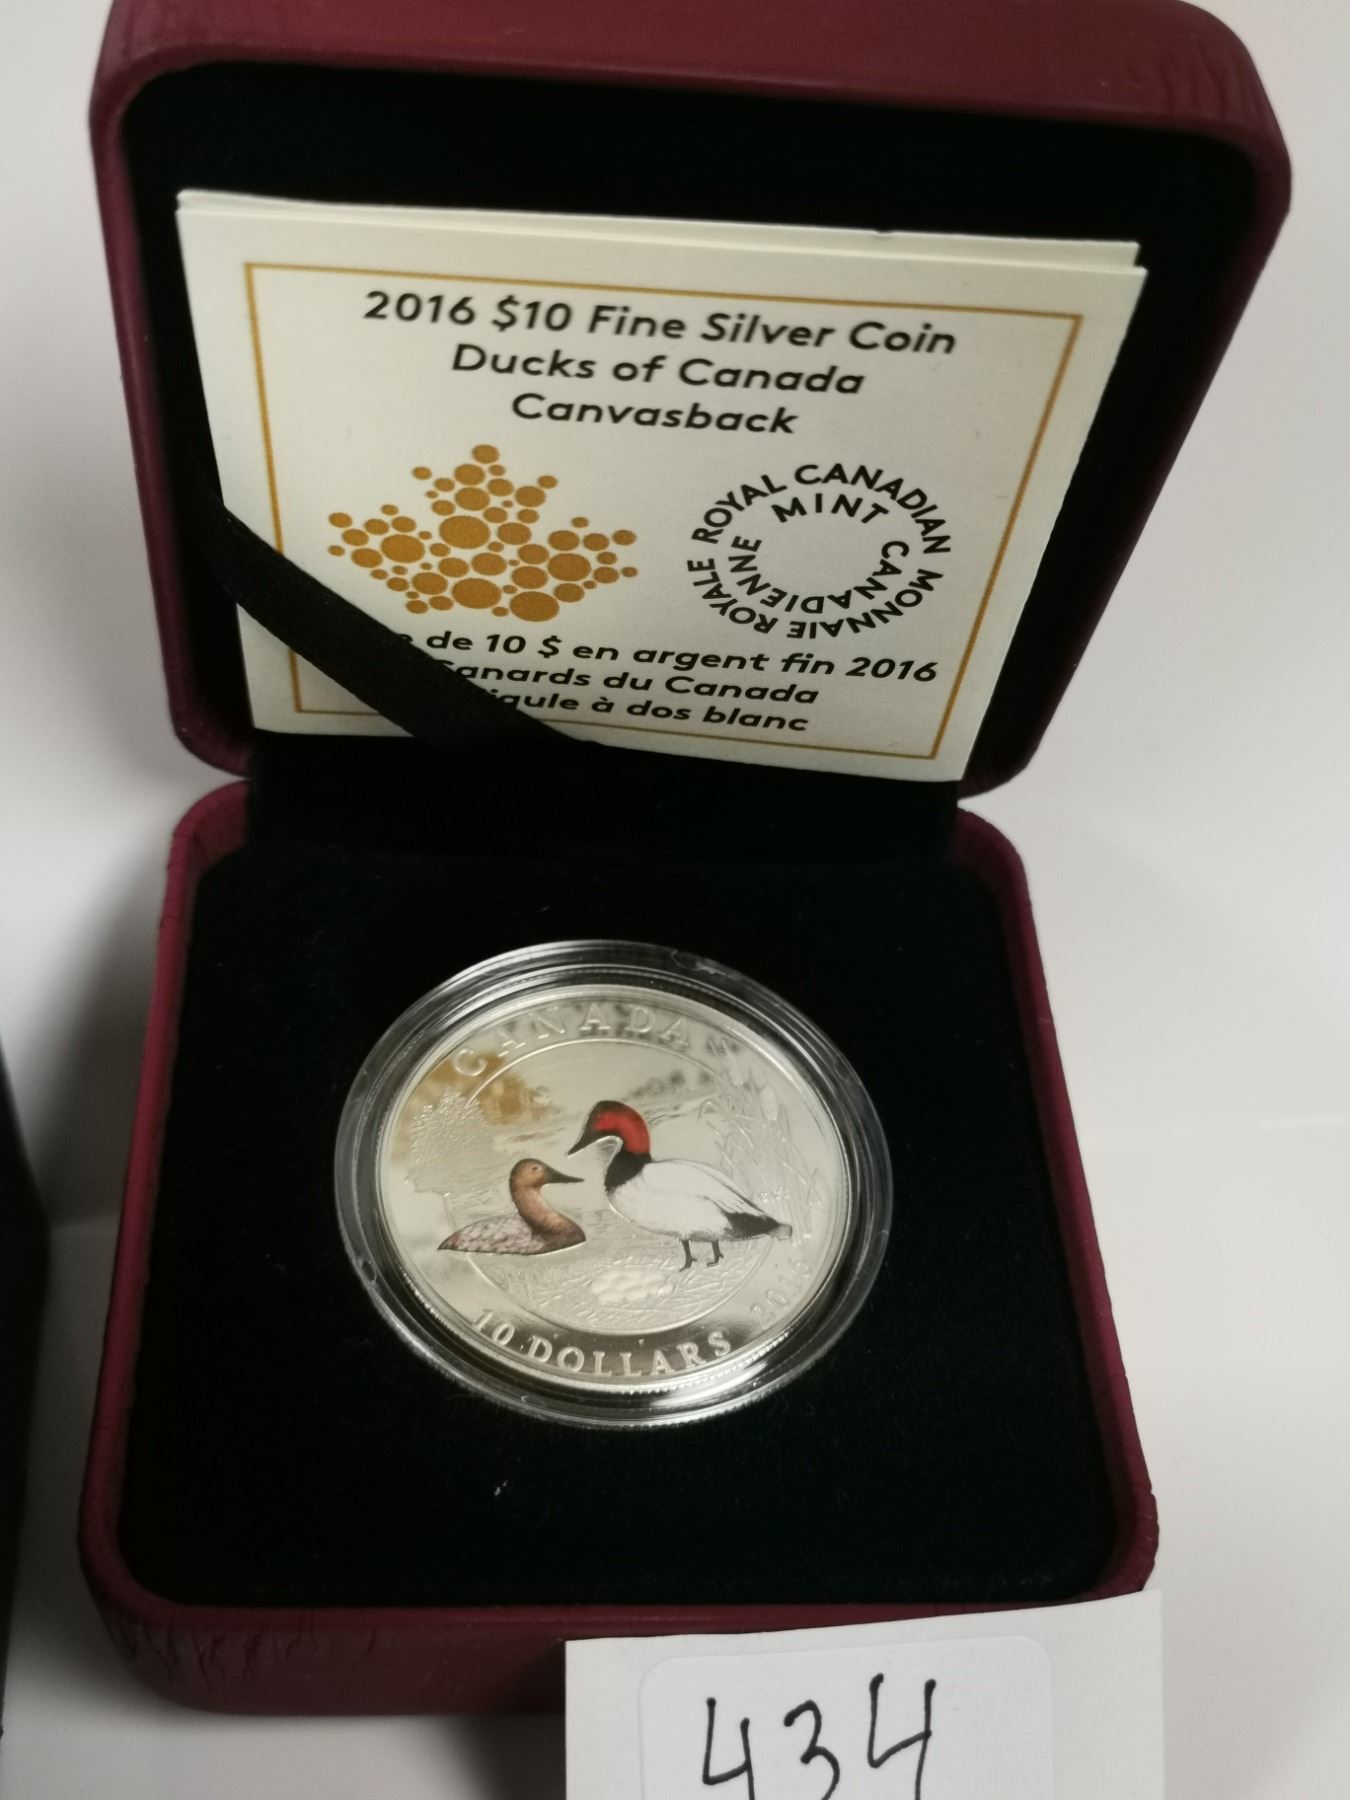 2016 $10 Fine Silver Coin
Ducks of Canada
Canvasback
ROYAL CANADIAN MINT
MONNAIE ROYALE CANADIENNE
de 10 $ en argent fin 2016
Canards du Canada
à dos blanc
CANADA
10 DOLLARS 2016
434